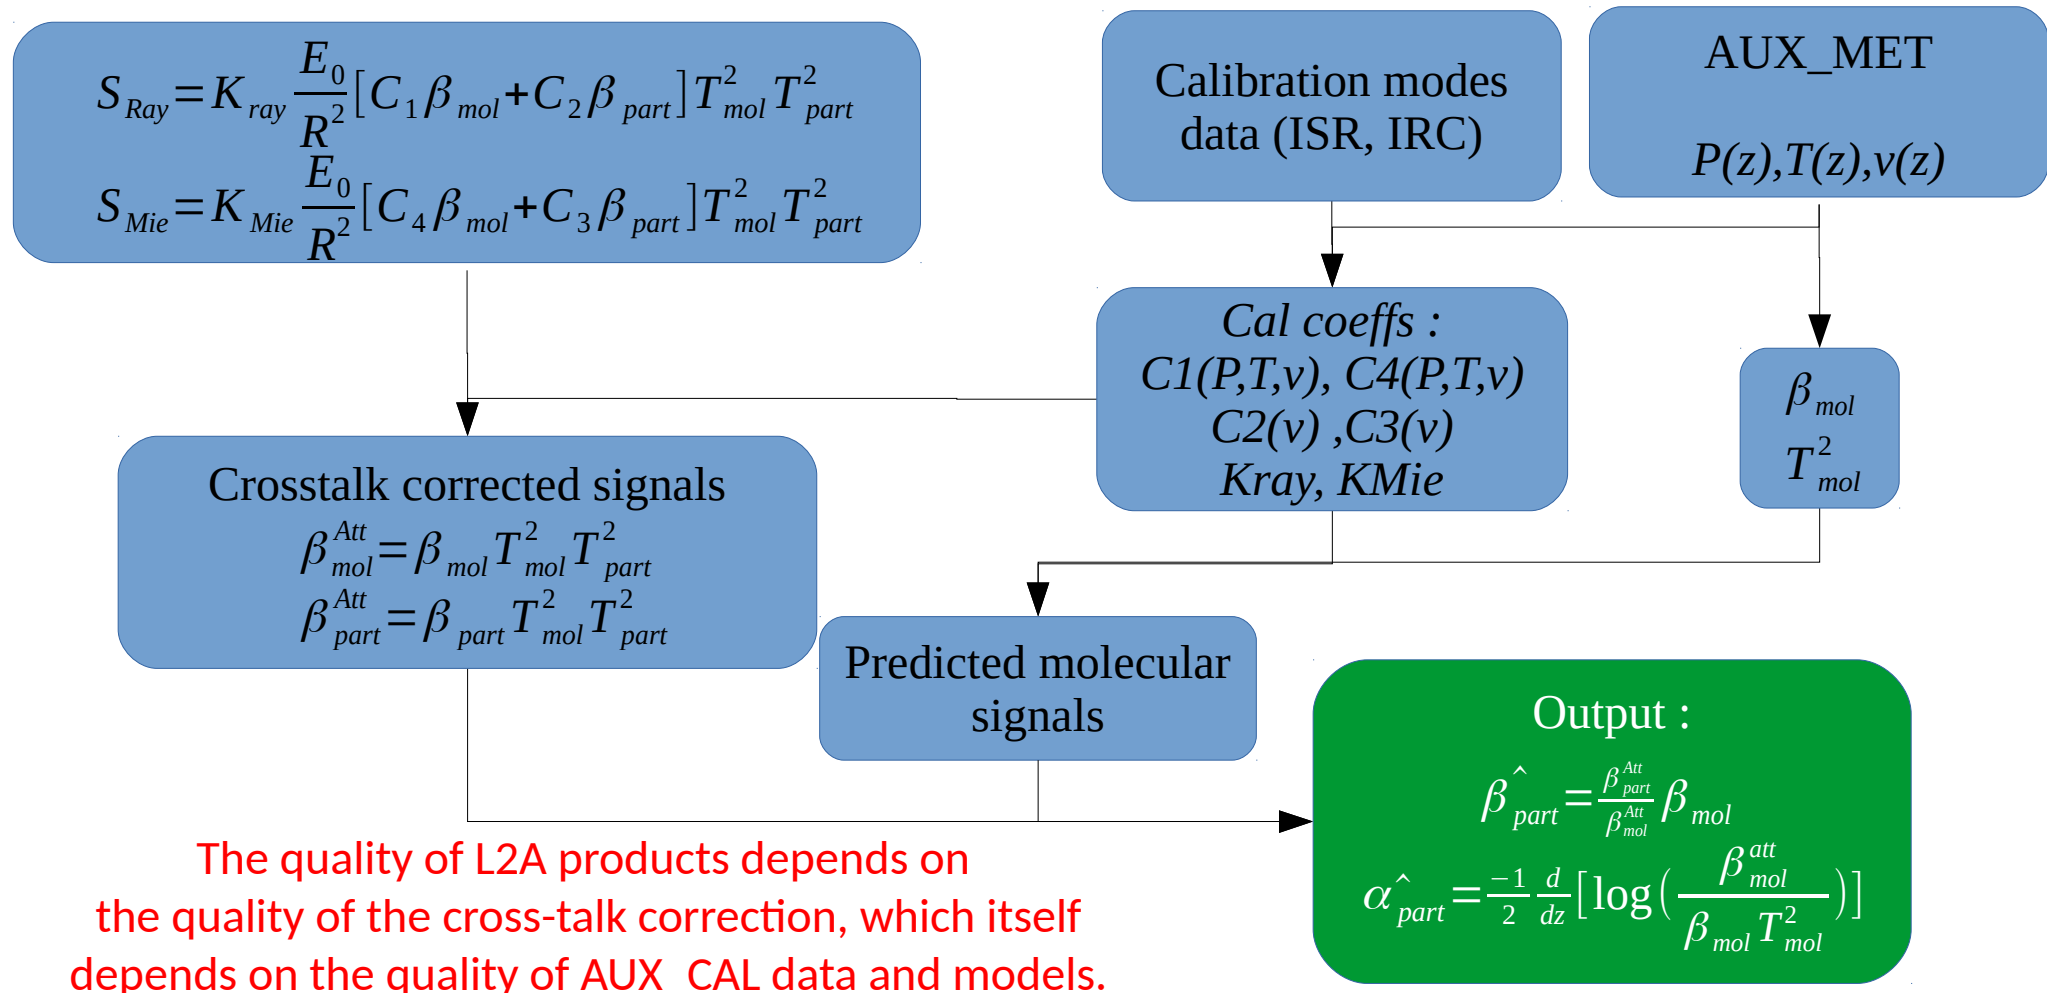 S_Ray = K_ray E_0/R^2 [C_1 β_mol + C_2 β_part] T^2_mol T^2_part
S_Mie = K_Mie E_0/R^2 [C_4 β_mol + C_3 β_part] T^2_mol T^2_part
Calibration modes
data (ISR, IRC)
AUX_MET
P(z),T(z),v(z)
Cal coeffs :
C1(P,T,v), C4(P,T,v)
C2(v) ,C3(v)
Kray, KMie
β_mol
T^2_mol
Crosstalk corrected signals
β^Att_mol = β_mol T^2_mol T^2_part
β^Att_part = β_part T^2_mol T^2_part
Predicted molecular
signals
Output :
β^_part = β^Att_part/β^Att_mol β_mol
α^_part = −1/2 d/dz [log(β^att_mol/(β_mol T^2_mol))]
The quality of L2A products depends on
the quality of the cross-talk correction, which itself
depends on the quality of AUX_CAL data and models.